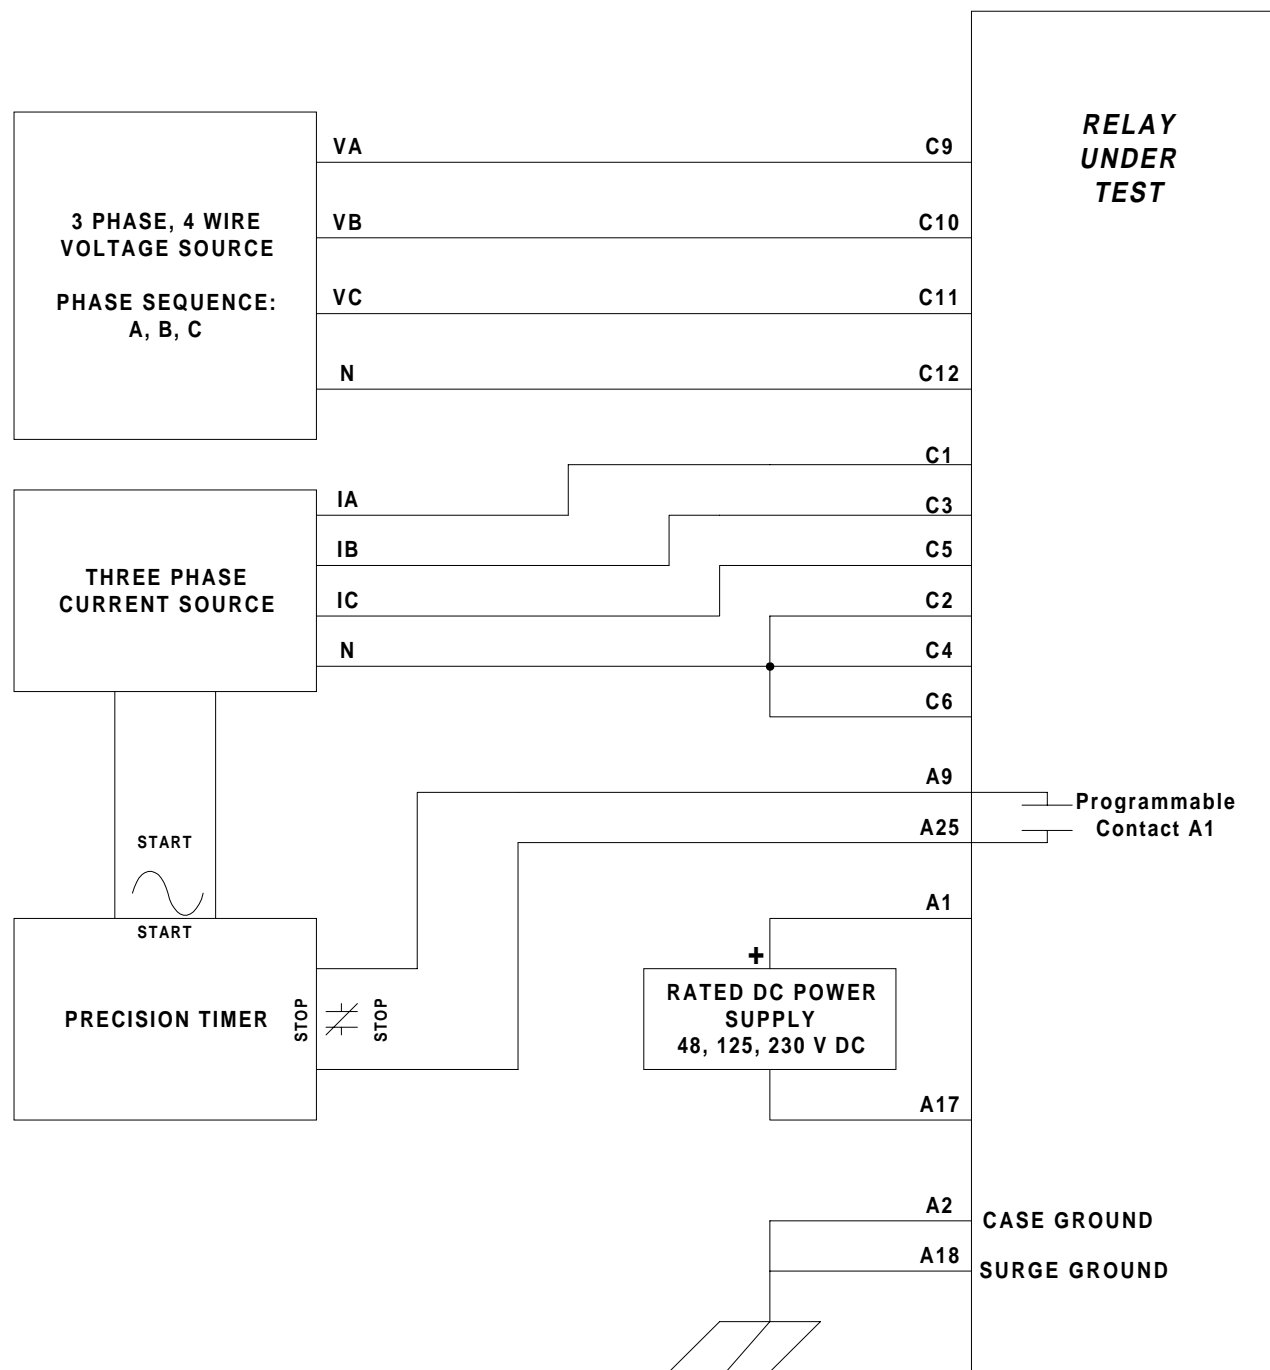 RELAY
UNDER
TEST
VA
C9
3 PHASE, 4 WIRE
VOLTAGE SOURCE
PHASE SEQUENCE:
A, B, C
VB
C10
VC
C11
N
C12
C1
IA
C3
IB
C5
THREE PHASE
CURRENT SOURCE
IC
C2
N
C4
C6
A9
Programmable
Contact A1
A25
START
START
A1
+
PRECISION TIMER
STOP
STOP
RATED DC POWER
SUPPLY
48, 125, 230 V DC
A17
A2
CASE GROUND
A18
SURGE GROUND